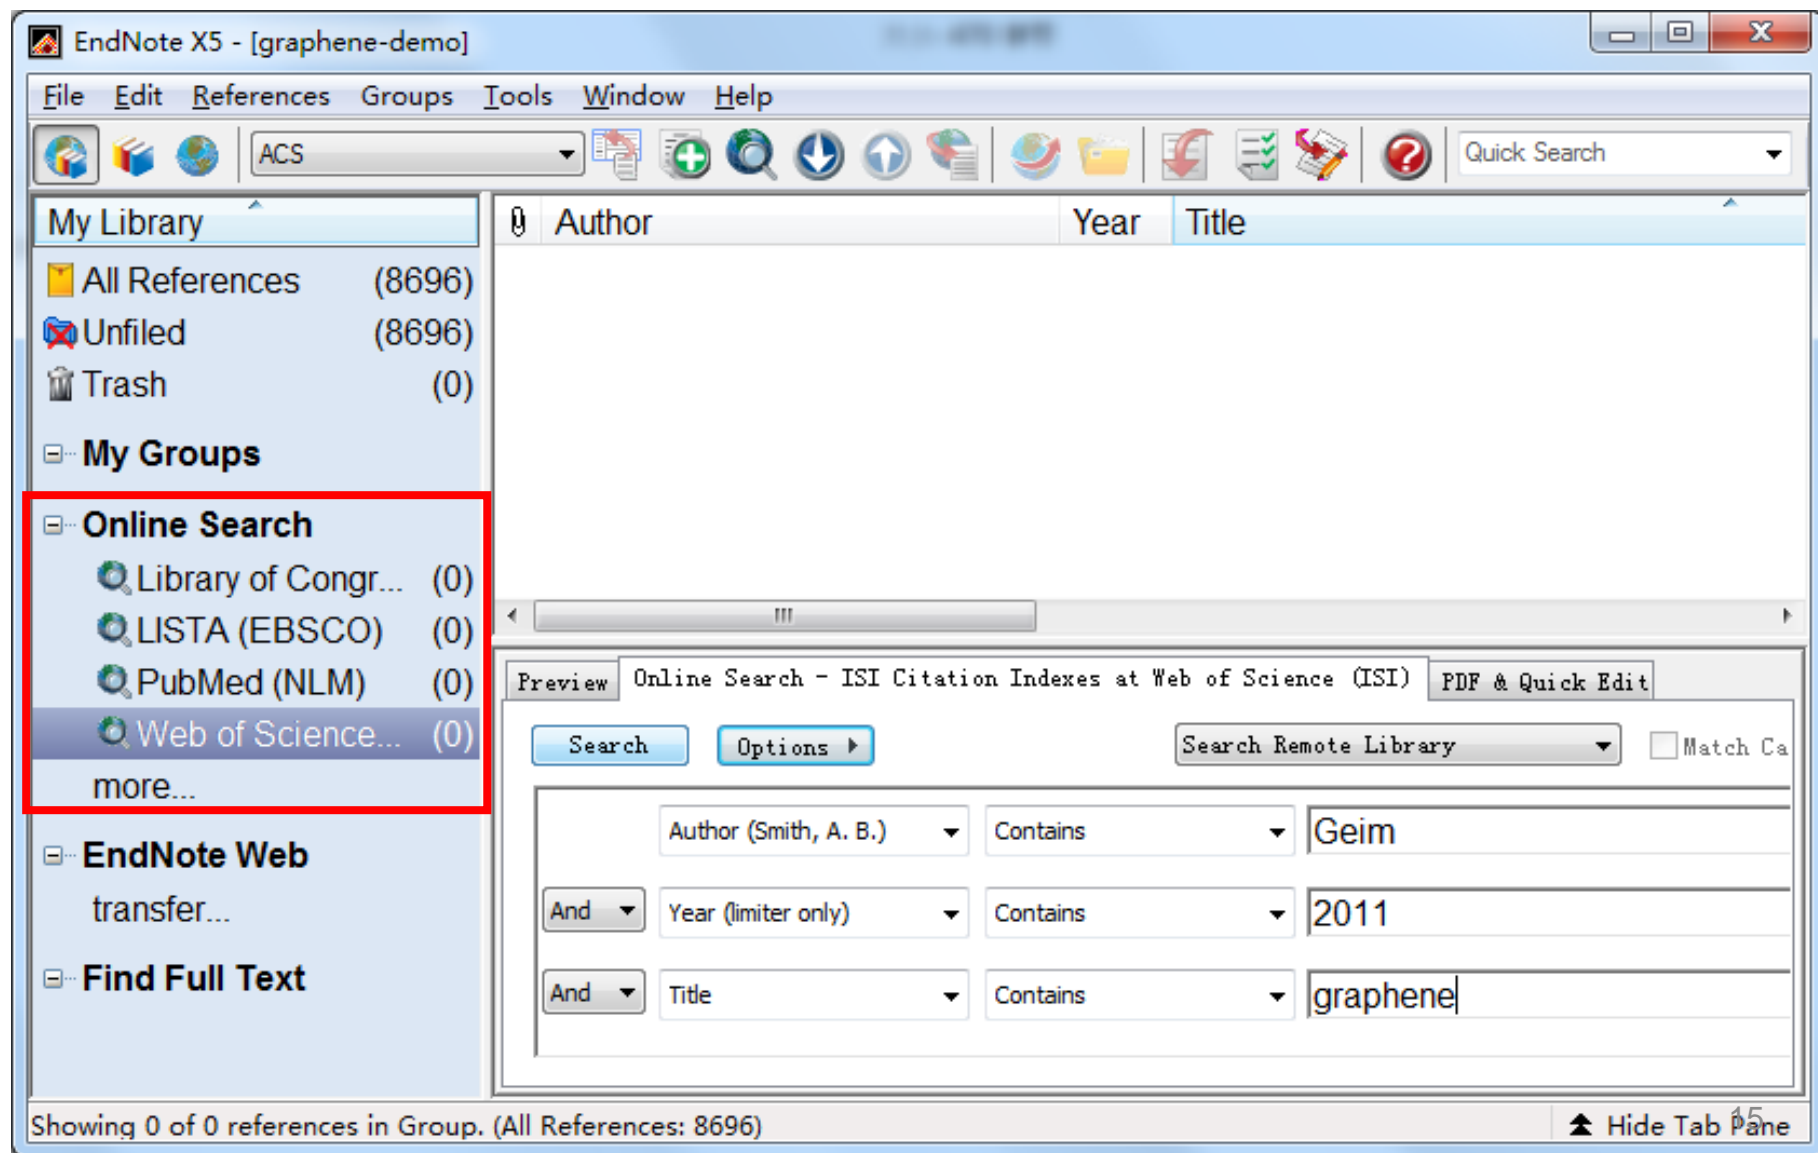 EndNote X5 - [graphene-demo]
File Edit References Groups Tools Window Help
ACS
Quick Search
My Library
Author Year Title
All References (8696)
Unfiled (8696)
Trash (0)
My Groups
Online Search
Library of Congr... (0)
LISTA (EBSCO) (0)
PubMed (NLM) (0)
Web of Science... (0)
more...
EndNote Web
transfer...
Find Full Text
Preview Online Search - ISI Citation Indexes at Web of Science (ISI) PDF & Quick Edit
Search Options Search Remote Library Match Ca
Author (Smith, A. B.) Contains Geim
And Year (limiter only) Contains 2011
And Title Contains graphene
Showing 0 of 0 references in Group. (All References: 8696)
Hide Tab Pane
15